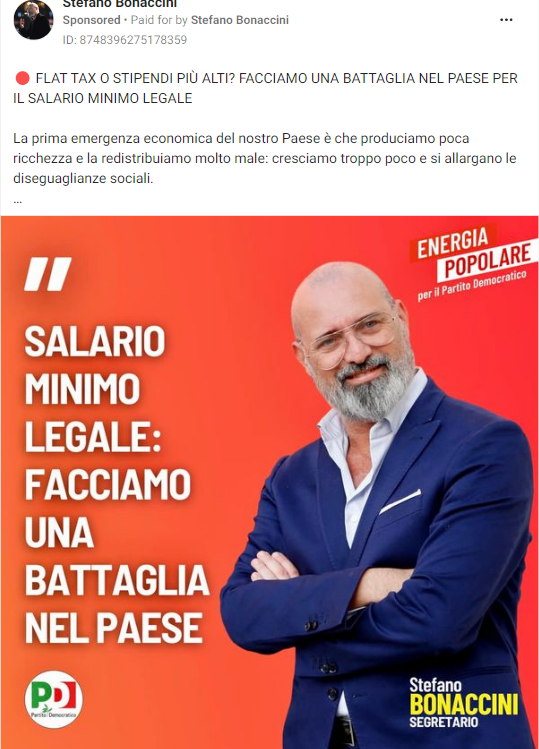 Stefano Bonaccini
Sponsored • Paid for by Stefano Bonaccini
ID: 8748396275178359
🔴 FLAT TAX O STIPENDI PIÙ ALTI? FACCIAMO UNA BATTAGLIA NEL PAESE PER
IL SALARIO MINIMO LEGALE
La prima emergenza economica del nostro Paese è che produciamo poca
ricchezza e la redistribuiamo molto male: cresciamo troppo poco e si allargano le
diseguaglianze sociali.
...
ENERGIA
POPOLARE
per il Partito Democratico
"
SALARIO
MINIMO
LEGALE:
FACCIAMO
UNA
BATTAGLIA
NEL PAESE
PD
Partito Democratico
Stefano
BONACCINI
SEGRETARIO